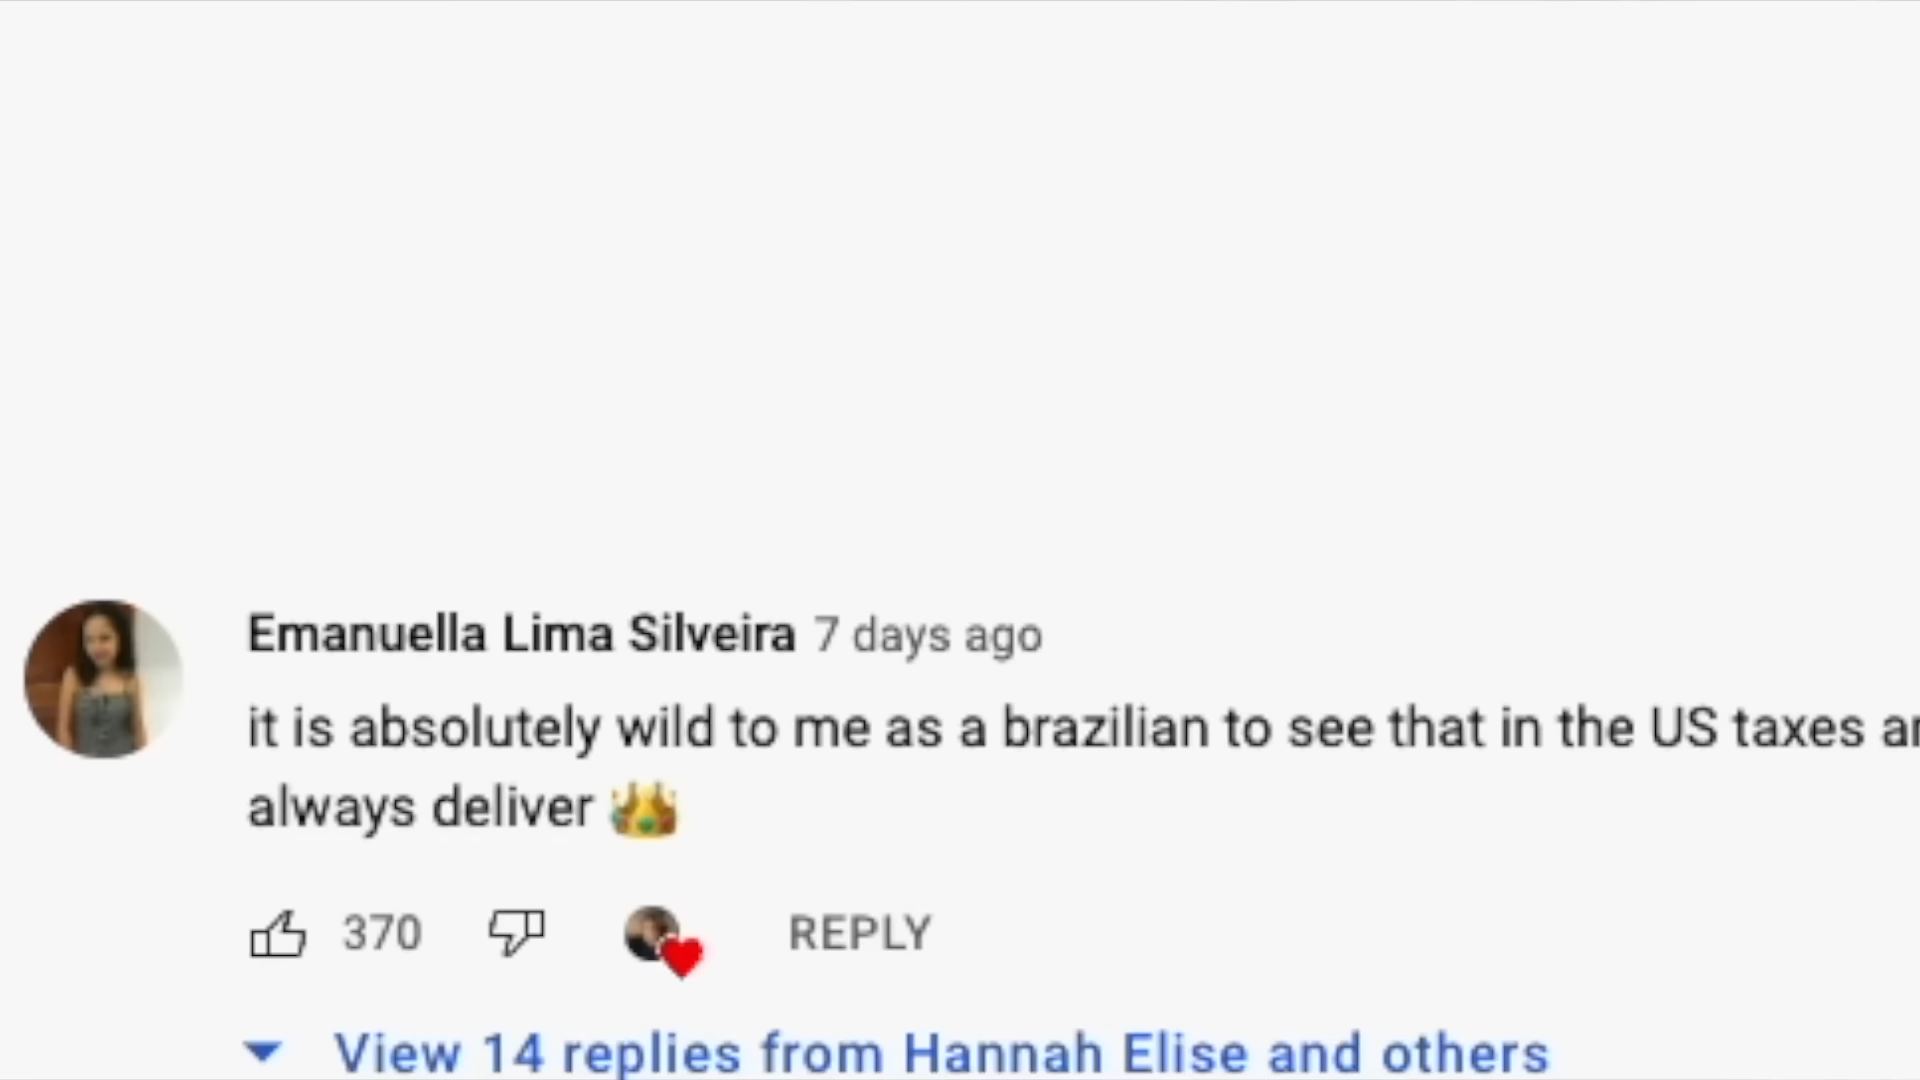 Emanuella Lima Silveira 7 days ago
it is absolutely wild to me as a brazilian to see that in the US taxes
always deliver 👑
370 REPLY
View 14 replies from Hannah Elise and others